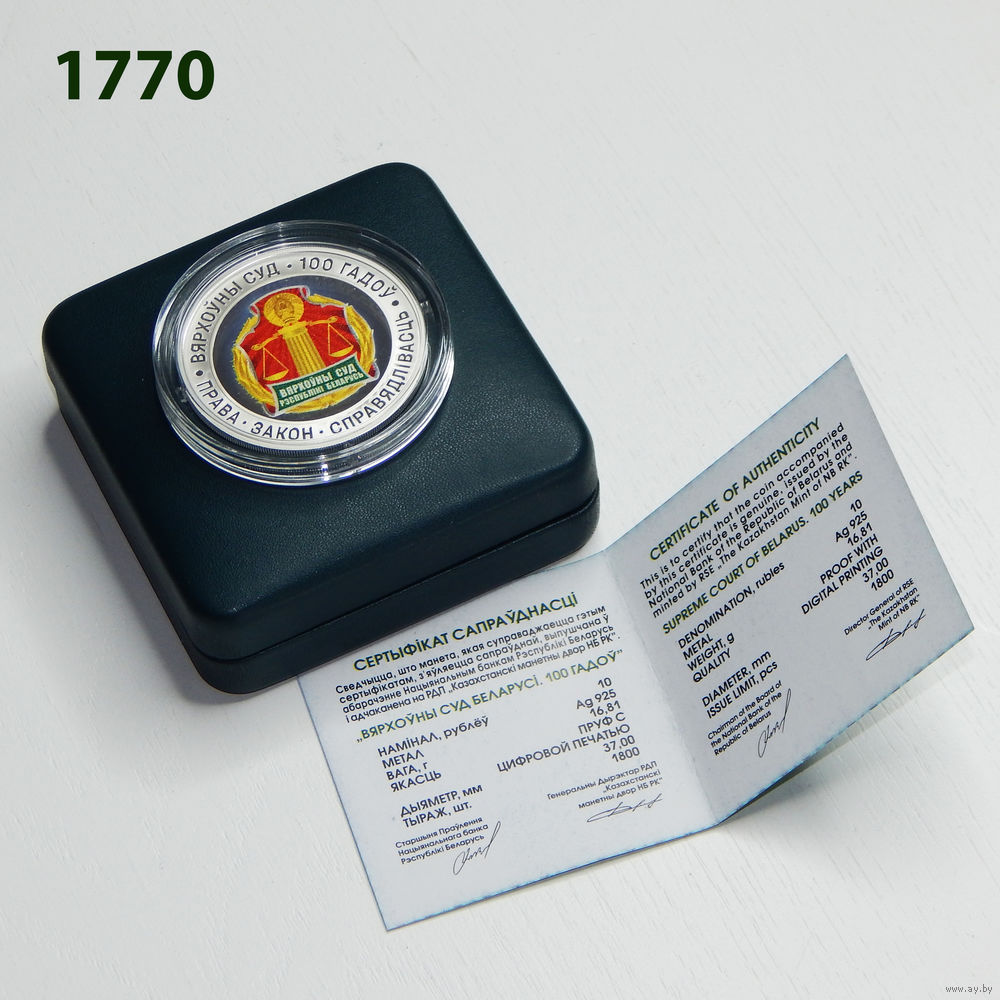 1770
ВЯРХОЎНЫ СУД • 100 ГАДОЎ •
ПРАВА • ЗАКОН • СПРАВЯДЛІВАСЦЬ
ВЯРХОЎНЫ СУД
РЭСПУБЛІКІ БЕЛАРУСЬ
СЕРТЫФІКАТ САПРАЎДНАСЦІ
Сведчыцца, што манета, якая суправаджаецца гэтым
сертыфікатам, з'яўляецца сапраўднай, выпушчана ў
абарачэнне Нацыянальным банкам Рэспублікі Беларусь
і адчаканена на РДП „Казахстанскі манетны двор НБ РК".
„ВЯРХОЎНЫ СУД БЕЛАРУСІ. 100 ГАДОЎ"
НАМІНАЛ, рублёў 10
МЕТАЛ Ag 925
ВАГА, г 16.81
ЯКАСЦЬ ПРУФ С
ЦИФРОВОЙ ПЕЧАТЬЮ
ДЫЯМЕТР, мм 37.00
ТЫРАЖ, шт. 1800
Старшыня Праўлення
Нацыянальнага банка
Рэспублікі Беларусь
Генеральны Дырэктар РДП
„Казахстанскі
манетны двор НБ РК"
CERTIFICATE OF AUTHENTICITY
This is to certify that the coin accompanied
by this certificate is genuine, issued by the
National Bank of the Republic of Belarus and
minted by RSE „The Kazakhstan Mint of NB RK".
SUPREME COURT OF BELARUS. 100 YEARS
DENOMINATION, rubles 10
METAL Ag 925
WEIGHT, g 16.81
QUALITY PROOF WITH
DIGITAL PRINTING
DIAMETER, mm 37.00
ISSUE LIMIT, pcs 1800
Chairman of the Board of
the National Bank of the
Republic of Belarus
Director General of RSE
„The Kazakhstan
Mint of NB RK"
www.ay.by